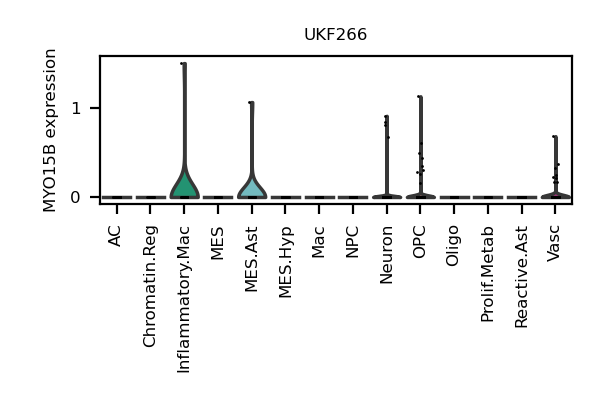 UKF266
MYO15B expression
1
0
AC
Chromatin.Reg
Inflammatory.Mac
MES
MES.Ast
MES.Hyp
Mac
NPC
Neuron
OPC
Oligo
Prolif.Metab
Reactive.Ast
Vasc